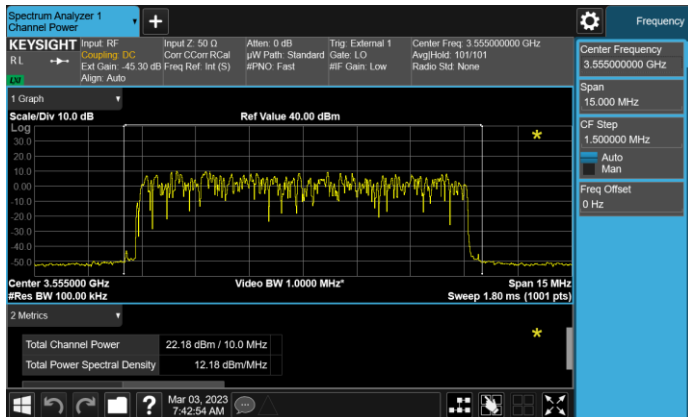 Spectrum Analyzer 1
Channel Power
Frequency
KEYSIGHT
RL
LXI
Input: RF
Coupling: DC
Ext Gain: -45.30 dB
Align: Auto
Input Z: 50 Ω
Corr CCorr RCal
Freq Ref: Int (S)
Atten: 0 dB
µW Path: Standard
#PNO: Fast
Trig: External 1
Gate: LO
#IF Gain: Low
Center Freq: 3.555000000 GHz
Avg|Hold: 101/101
Radio Std: None
1 Graph
Scale/Div 10.0 dB
Ref Value 40.00 dBm
Log
30.0
20.0
10.0
0.00
-10.0
-20.0
-30.0
-40.0
-50.0
Center 3.55500 GHz
#Res BW 100.00 kHz
Video BW 1.0000 MHz*
Span 15 MHz
Sweep 1.80 ms (1001 pts)
2 Metrics
Total Channel Power 22.18 dBm / 10.0 MHz
Total Power Spectral Density 12.18 dBm/MHz
Mar 03, 2023
7:42:54 AM
Center Frequency
3.555000000 GHz
Span
15.000 MHz
CF Step
1.500000 MHz
Auto
Man
Freq Offset
0 Hz